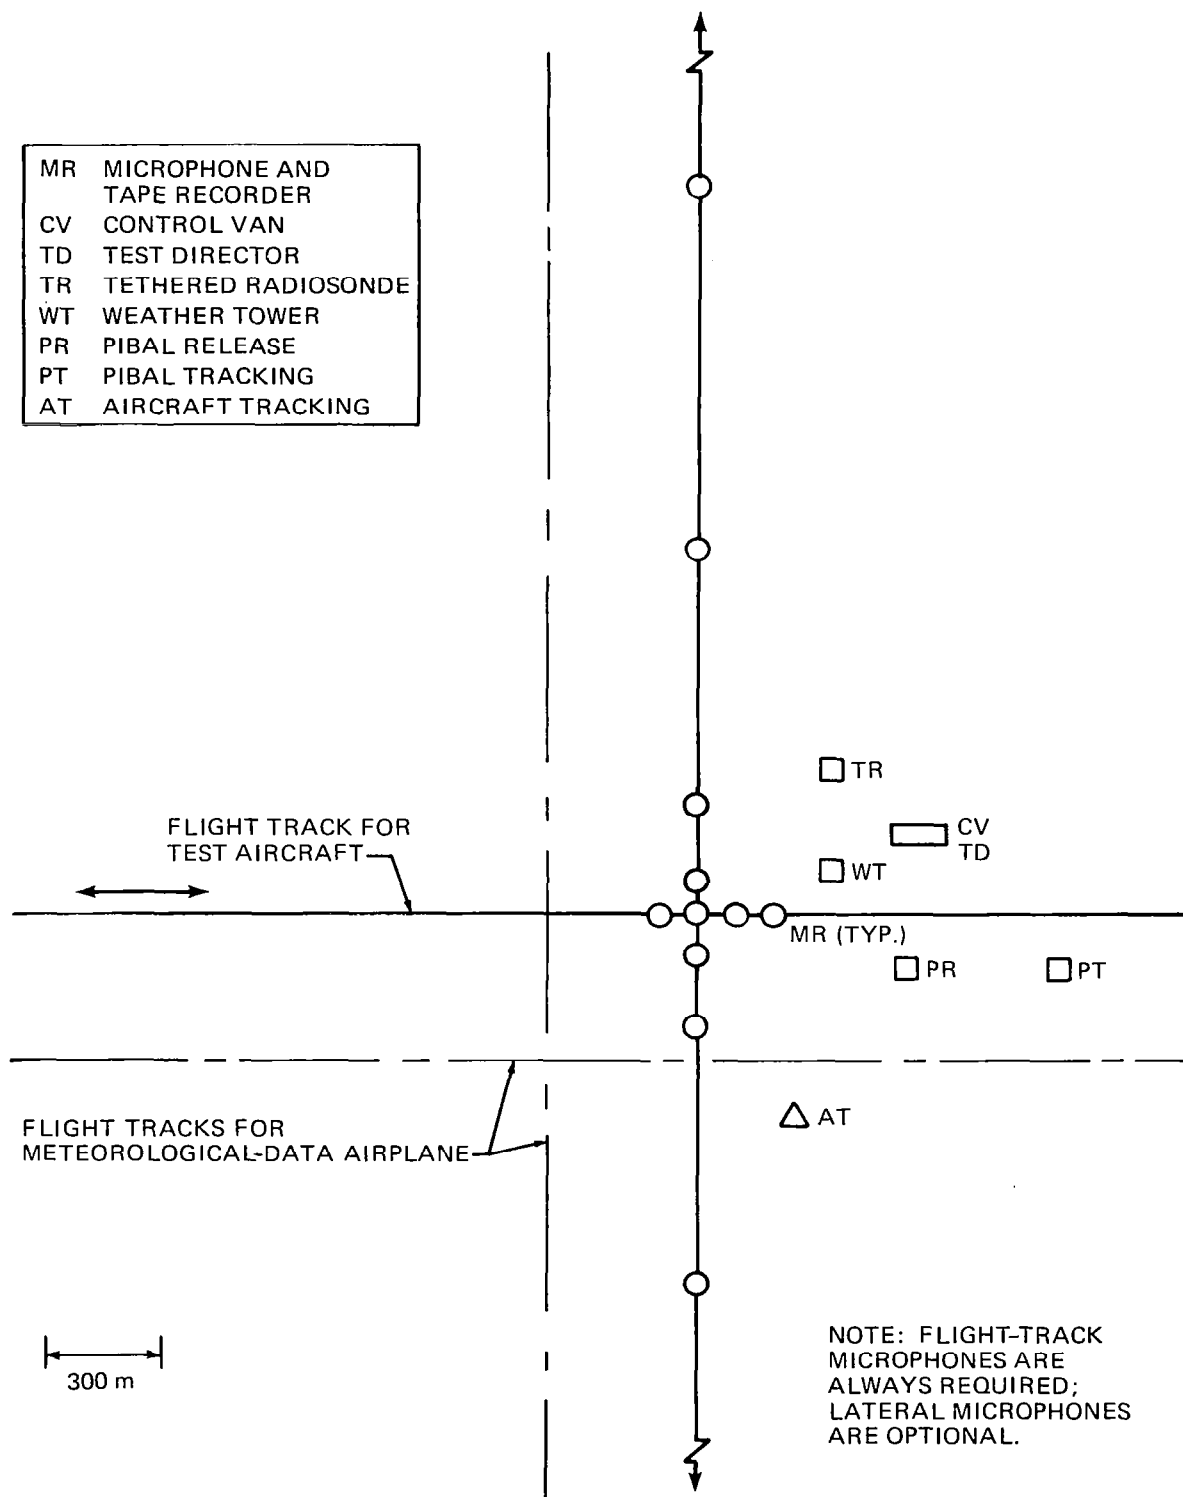 MR MICROPHONE AND
TAPE RECORDER
CV CONTROL VAN
TD TEST DIRECTOR
TR TETHERED RADIOSONDE
WT WEATHER TOWER
PR PIBAL RELEASE
PT PIBAL TRACKING
AT AIRCRAFT TRACKING
TR
CV
TD
WT
FLIGHT TRACK FOR
TEST AIRCRAFT
MR (TYP.)
PR
PT
AT
FLIGHT TRACKS FOR
METEOROLOGICAL-DATA AIRPLANE
300 m
NOTE: FLIGHT-TRACK
MICROPHONES ARE
ALWAYS REQUIRED;
LATERAL MICROPHONES
ARE OPTIONAL.